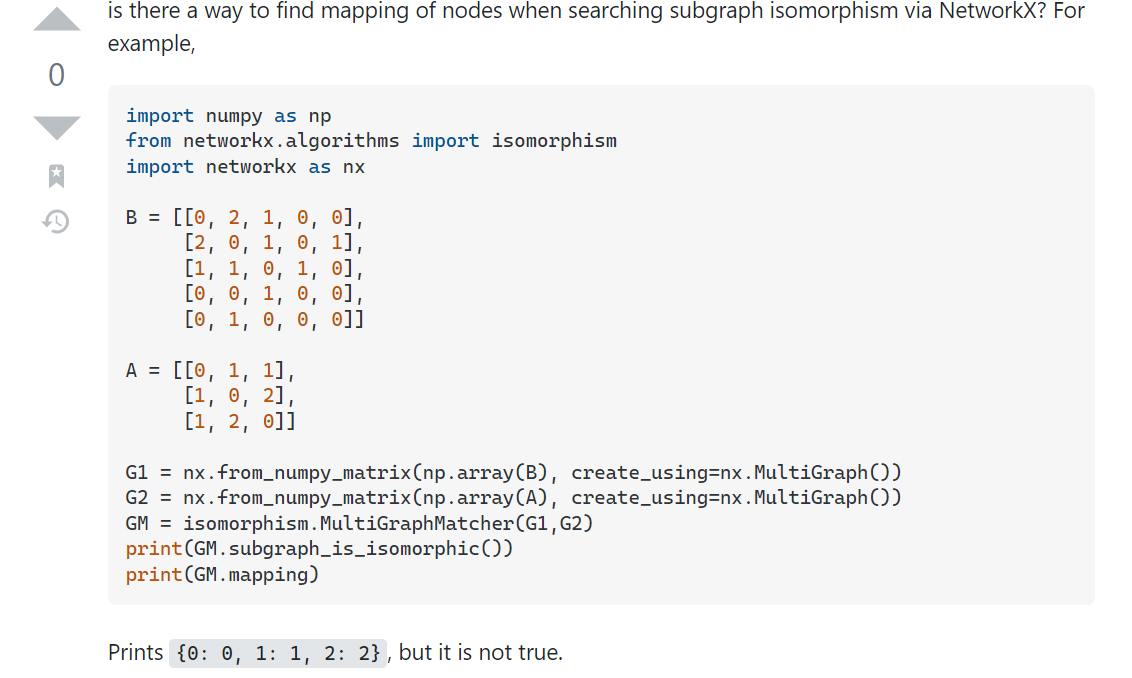 is there a way to find mapping of nodes when searching subgraph isomorphism via NetworkX? For
example,
0
import numpy as np
from networkx.algorithms import isomorphism
import networkx as nx
B = [[0, 2, 1, 0, 0],
[2, 0, 1, 0, 1],
[1, 1, 0, 1, 0],
[0, 0, 1, 0, 0],
[0, 1, 0, 0, 0]]
A = [[0, 1, 1],
[1, 0, 2],
[1, 2, 0]]
G1 = nx.from_numpy_matrix(np.array(B), create_using=nx.MultiGraph())
G2 = nx.from_numpy_matrix(np.array(A), create_using=nx.MultiGraph())
GM = isomorphism.MultiGraphMatcher(G1,G2)
print(GM.subgraph_is_isomorphic())
print(GM.mapping)
Prints {0: 0, 1: 1, 2: 2}, but it is not true.